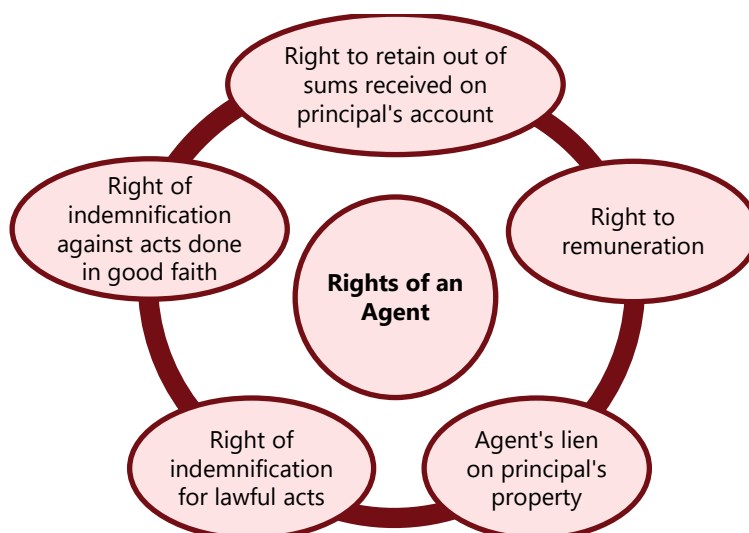 Right to retain out of
sums received on
principal's account
Right to
remuneration
Agent's lien
on principal's
property
Right of
indemnification
for lawful acts
Right of
indemnification
against acts done
in good faith
Rights of an
Agent